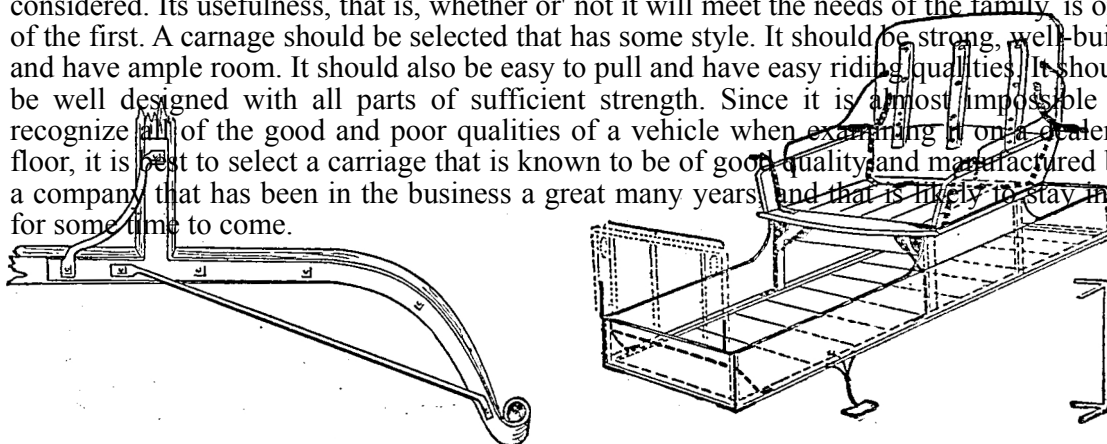 considered. Its usefulness, that is, whether or' not it will meet the needs of the family, is o
of the first. A carnage should be selected that has some style. It should be strong, well-bui
and have ample room. It should also be easy to pull and have easy riding qualities. It shou
be well designed with all parts of sufficient strength. Since it is almost impossible
recognize all of the good and poor qualities of a vehicle when examining it on a dealer
floor, it is best to select a carriage that is known to be of good quality and manufactured b
a company that has been in the business a great many years, and that is likely to stay in
for some time to come.